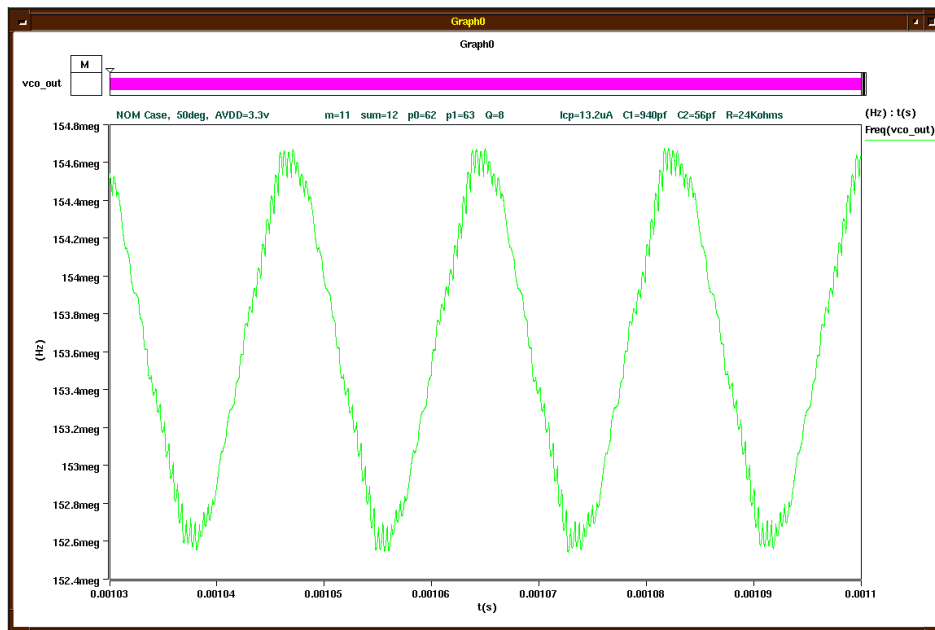 Graph0
Graph0
M
vco_out
NOM Case, 50deg, AVDD=3.3v m=11 sum=12 p0=62 p1=63 Q=8 Icp=13.2uA C1=940pf C2=56pf R=24Kohms
(Hz) : t(s)
Freq(vco_out)
154.8meg
154.6meg
154.4meg
154.2meg
154meg
153.8meg
153.6meg
(Hz)
153.4meg
153.2meg
153meg
152.8meg
152.6meg
152.4meg
0.00103 0.00104 0.00105 0.00106 0.00107 0.00108 0.00109 0.0011
t(s)